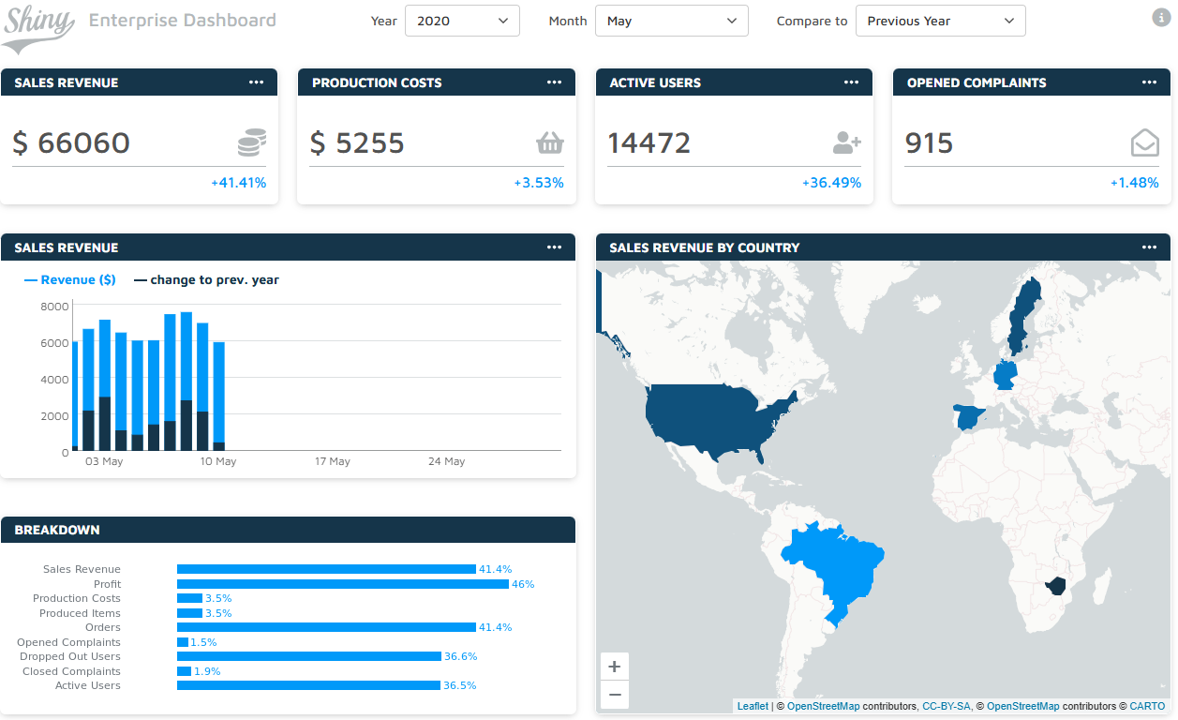 Shiny Enterprise Dashboard Year 2020 Month May Compare to Previous Year i
SALES REVENUE ••• PRODUCTION COSTS ••• ACTIVE USERS ••• OPENED COMPLAINTS •••
$ 66060 $ 5255 14472 915
+41.41% +3.53% +36.49% +1.48%
SALES REVENUE •••
Revenue ($) change to prev. year
8000
6000
4000
2000
0
03 May 10 May 17 May 24 May
BREAKDOWN
Sales Revenue 41.4%
Profit 46%
Production Costs 3.5%
Produced Items 3.5%
Orders 41.4%
Opened Complaints 1.5%
Dropped Out Users 36.6%
Closed Complaints 1.9%
Active Users 36.5%
SALES REVENUE BY COUNTRY •••
+
−
Leaflet | © OpenStreetMap contributors, CC-BY-SA, © OpenStreetMap contributors © CARTO